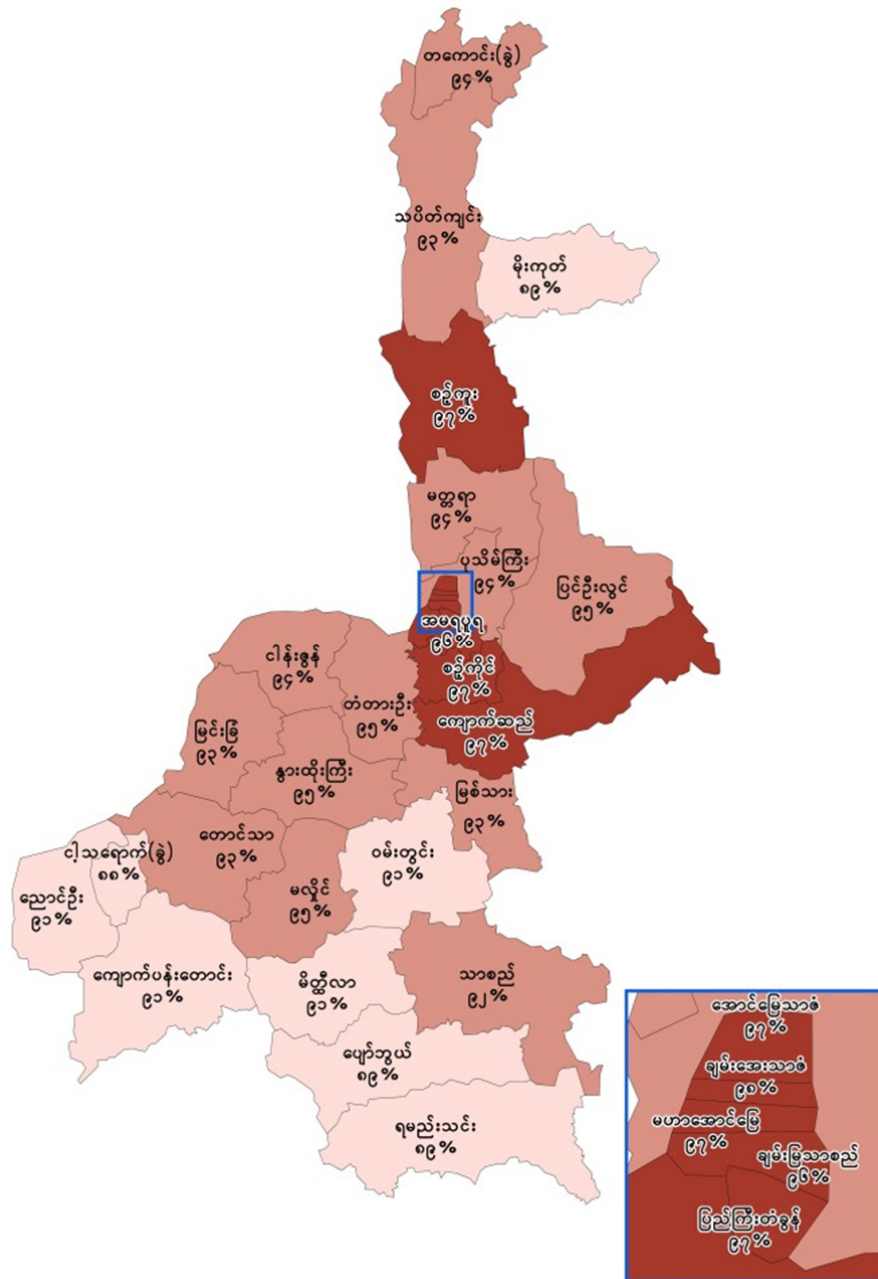 တကောင်း(ခွဲ)
၉၄%
သပိတ်ကျင်း
၉၃%
မိုးကုတ်
၈၉%
စဉ့်ကူး
၉၇%
မတ္တရာ
၉၄%
ပုသိမ်ကြီး
၉၄%
ပြင်ဦးလွင်
၉၅%
အမရပူရ
၉၆%
စဉ့်ကိုင်
၉၇%
ငါန်းဇွန်
၉၄%
တံတားဦး
၉၅%
ကျောက်ဆည်
၉၇%
မြင်းခြံ
၉၃%
နွားထိုးကြီး
၉၅%
မြစ်သား
၉၃%
တောင်သာ
၉၃%
ဝမ်းတွင်း
၉၁%
ငါ့သရောက်(ခွဲ)
၈၈%
ညောင်ဦး
၉၁%
မလှိုင်
၉၅%
ကျောက်ပန်းတောင်း
၉၁%
မိတ္ထီလာ
၉၁%
သာစည်
၉၂%
ပျော်ဘွယ်
၈၉%
ရမည်းသင်း
၈၉%
အောင်မြေသာဇံ
၉၇%
ချမ်းအေးသာဇံ
၉၈%
မဟာအောင်မြေ
၉၇%
ချမ်းမြသာစည်
၉၆%
ပြည်ကြီးတံခွန်
၉၇%